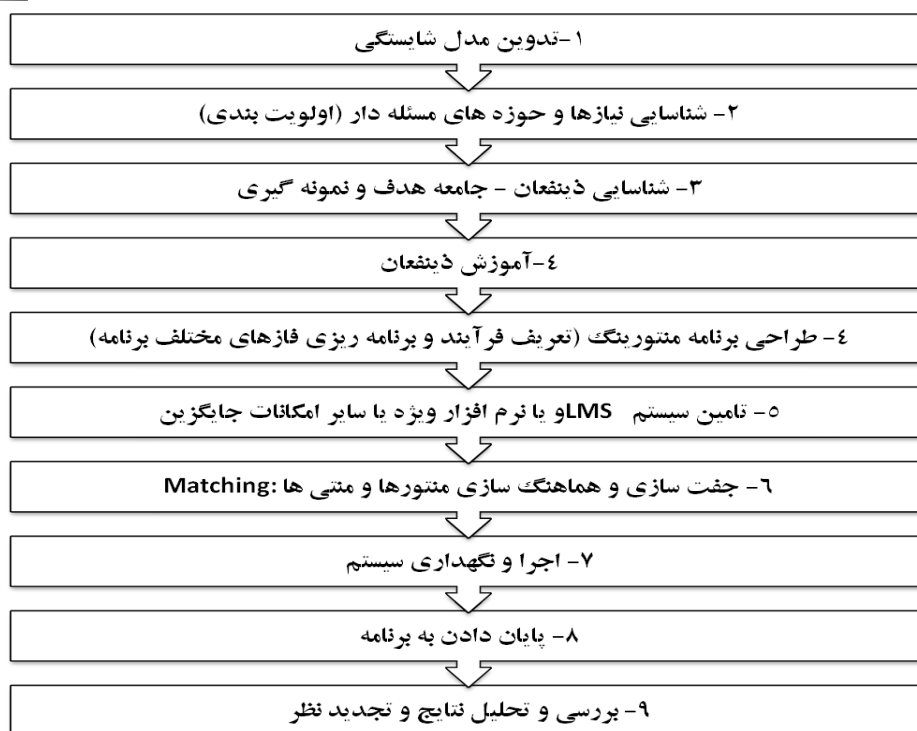 ۱-تدوین مدل شایستگی
۲- شناسایی نیازها و حوزه های مسئله دار (اولویت بندی)
۳- شناسایی ذینفعان - جامعه هدف و نمونه گیری
٤-آموزش ذینفعان
٤- طراحی برنامه منتورینگ (تعریف فرآیند و برنامه ریزی فازهای مختلف برنامه)
٥- تامین سیستم LMSو یا نرم افزار ویژه یا سایر امکانات جایگزین
٦- جفت سازی و هماهنگ سازی منتورها و منتی ها :Matching
۷- اجرا و نگهداری سیستم
۸- پایان دادن به برنامه
۹- بررسی و تحلیل نتایج و تجدید نظر